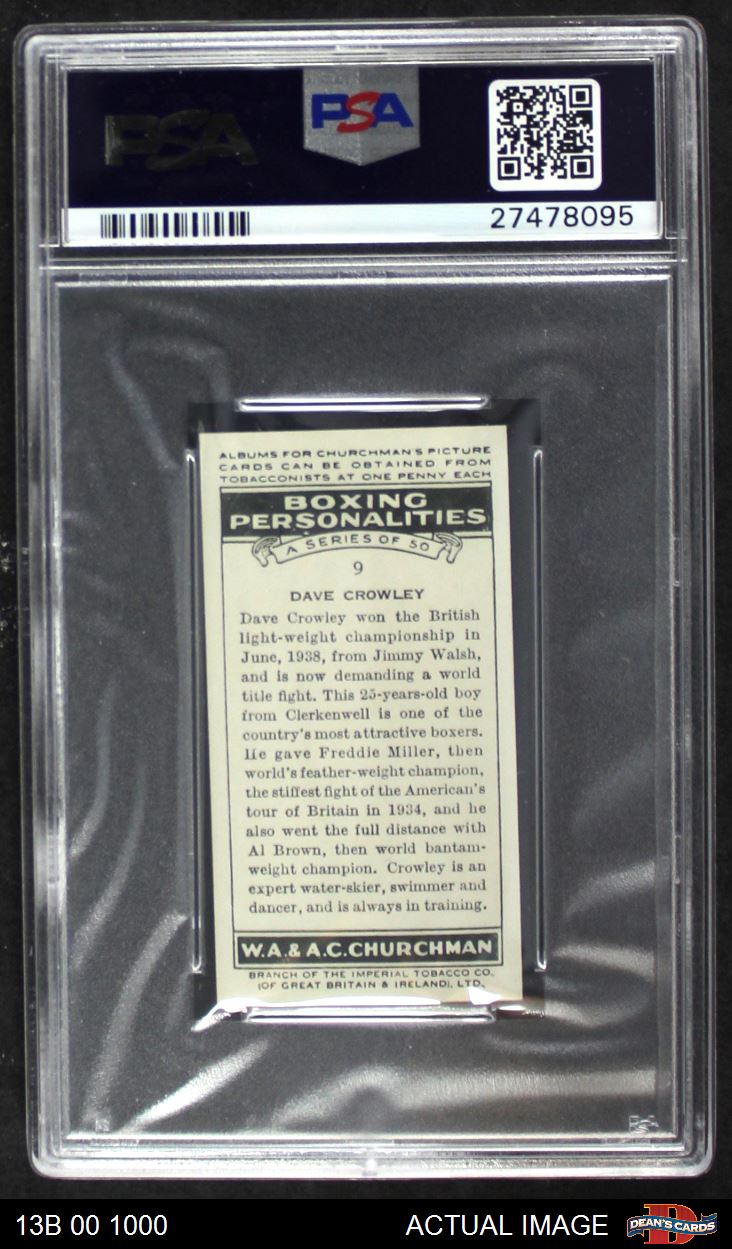 PSA
PSA
27478095
ALBUMS FOR CHURCHMAN'S PICTURE
CARDS CAN BE OBTAINED FROM
TOBACCONISTS AT ONE PENNY EACH
BOXING
PERSONALITIES
A SERIES OF 50
9
DAVE CROWLEY
Dave Crowley won the British
light-weight championship in
June, 1938, from Jimmy Walsh,
and is now demanding a world
title fight. This 25-years-old boy
from Clerkenwell is one of the
country's most attractive boxers.
He gave Freddie Miller, then
world's feather-weight champion,
the stiffest fight of the American's
tour of Britain in 1934, and he
also went the full distance with
Al Brown, then world bantam-
weight champion. Crowley is an
expert water-skier, swimmer and
dancer, and is always in training.
W.A. & A.C. CHURCHMAN
BRANCH OF THE IMPERIAL TOBACCO CO.
(OF GREAT BRITAIN & IRELAND), LTD.
13B 00 1000
ACTUAL IMAGE
DEAN'S CARDS